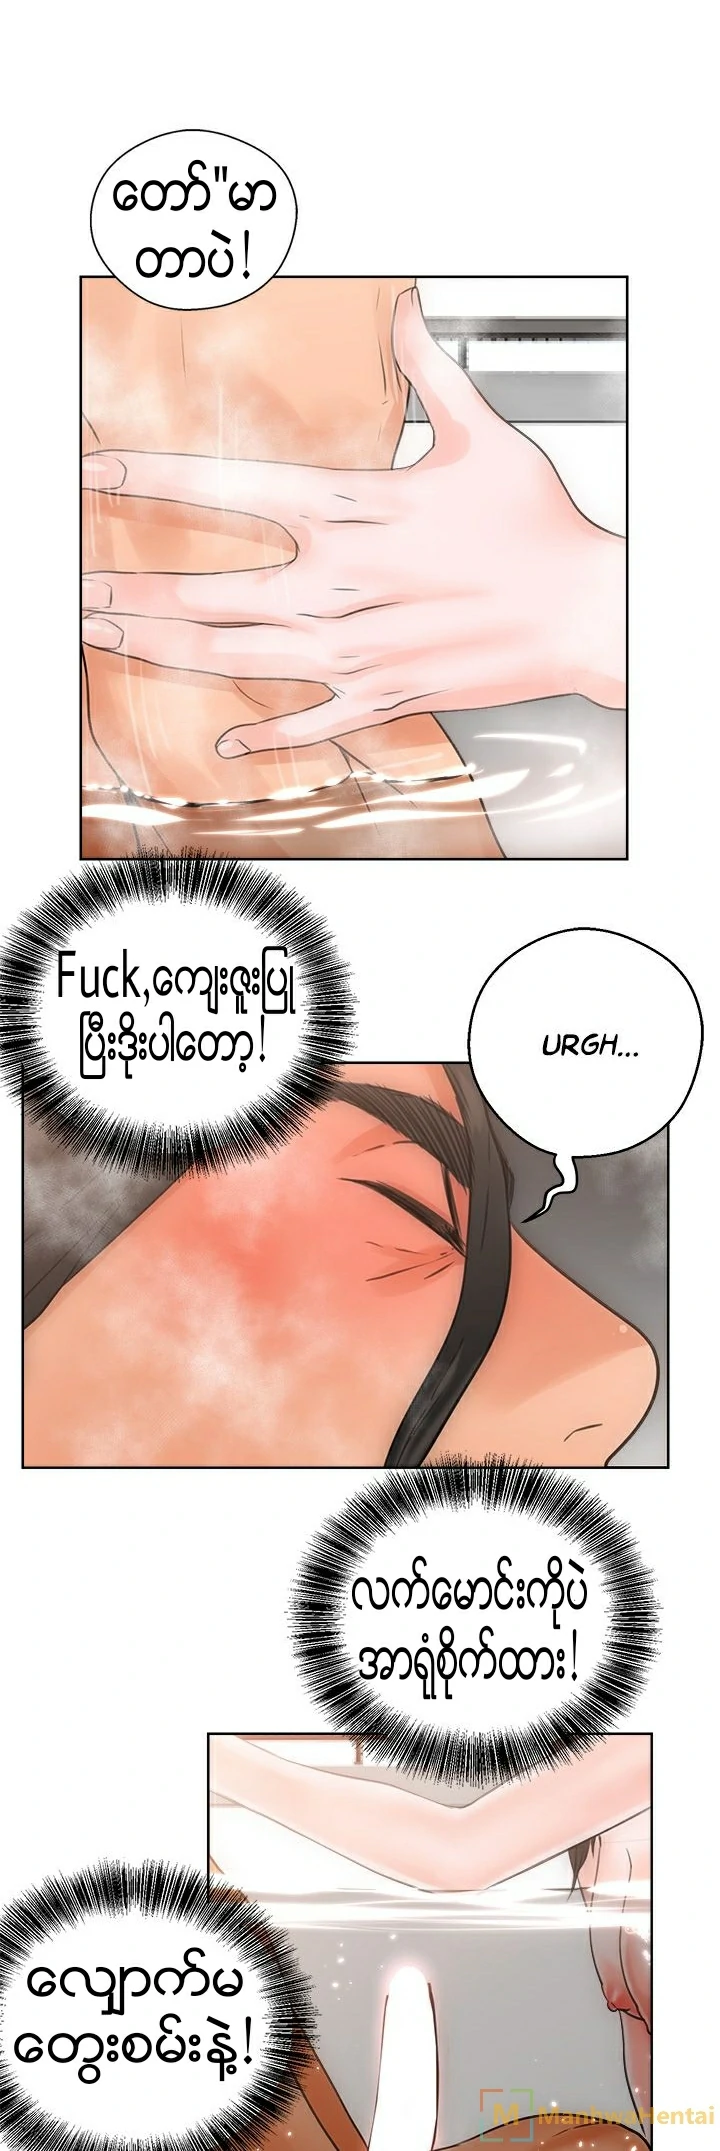 တော်"မာ
တာပဲ!
Fuck,ကျေးဇူးပြု
ပြီးဒိုးပါတော့!
URGH...
လက်မောင်းကိုပဲ
အာရုံစိုက်ထား!
လျှောက်မ
တွေးစမ်းနဲ့!
M ManhwaHentai